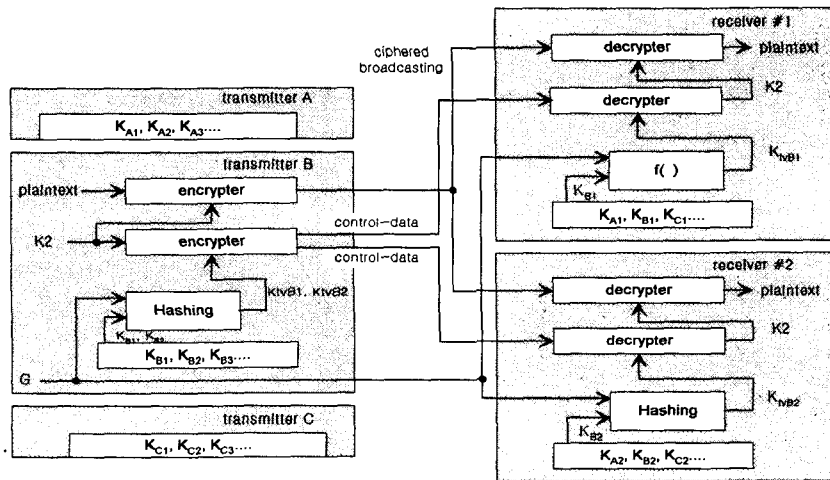 transmitter A
K_A1, K_A2, K_A3....
transmitter B
plaintext
encrypter
K2
encrypter
KtvB1, KtvB2
Hashing
K_B1, K_B2
K_B1, K_B2, K_B3....
G
transmitter C
K_C1, K_C2, K_C3....
ciphered
broadcasting
control-data
control-data
receiver #1
decrypter
plaintext
K2
decrypter
K_tvB1
f( )
K_B1
K_A1, K_B1, K_C1....
receiver #2
decrypter
plaintext
K2
decrypter
K_tvB2
Hashing
K_B2
K_A2, K_B2, K_C2....